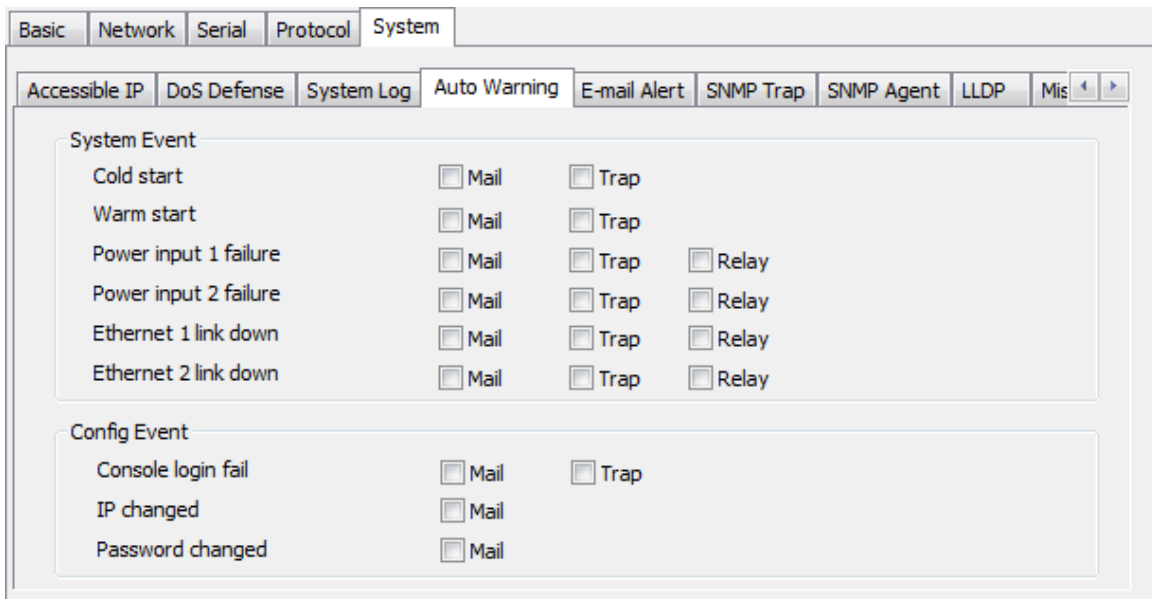 Basic Network Serial Protocol System
Accessible IP DoS Defense System Log Auto Warning E-mail Alert SNMP Trap SNMP Agent LLDP Mis
System Event
Cold start Mail Trap
Warm start Mail Trap
Power input 1 failure Mail Trap Relay
Power input 2 failure Mail Trap Relay
Ethernet 1 link down Mail Trap Relay
Ethernet 2 link down Mail Trap Relay
Config Event
Console login fail Mail Trap
IP changed Mail
Password changed Mail